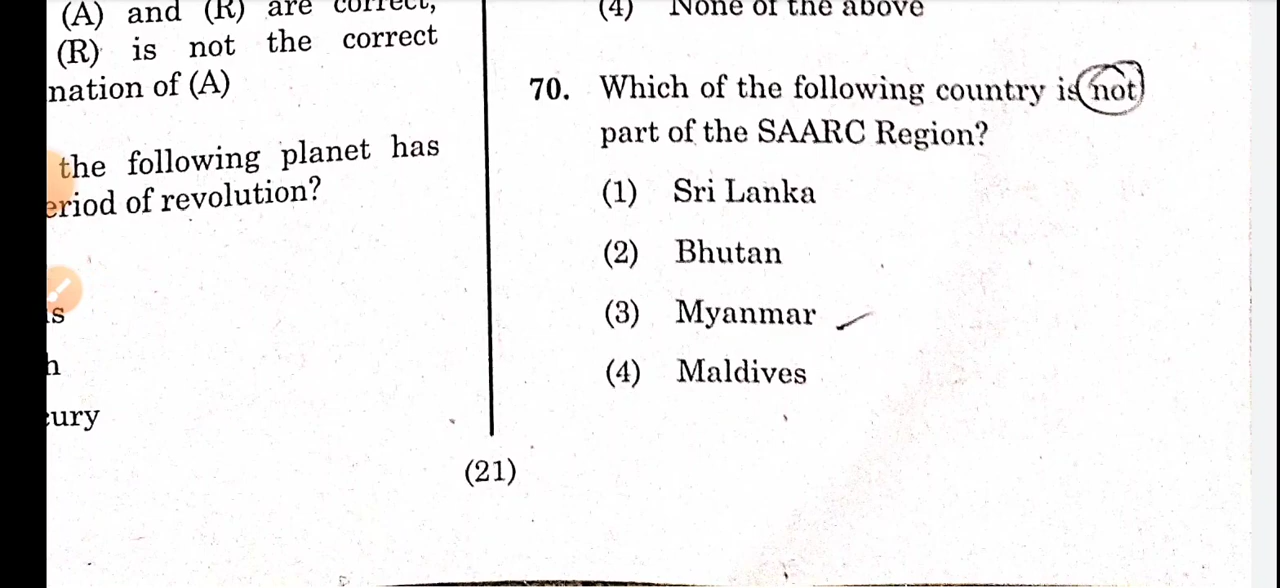 (A) and (R) are correct,
(R) is not the correct
nation of (A)
the following planet has
eriod of revolution?
s
h
ury
(4) None of the above
70. Which of the following country is not
part of the SAARC Region?
(1) Sri Lanka
(2) Bhutan
(3) Myanmar
(4) Maldives
(21)